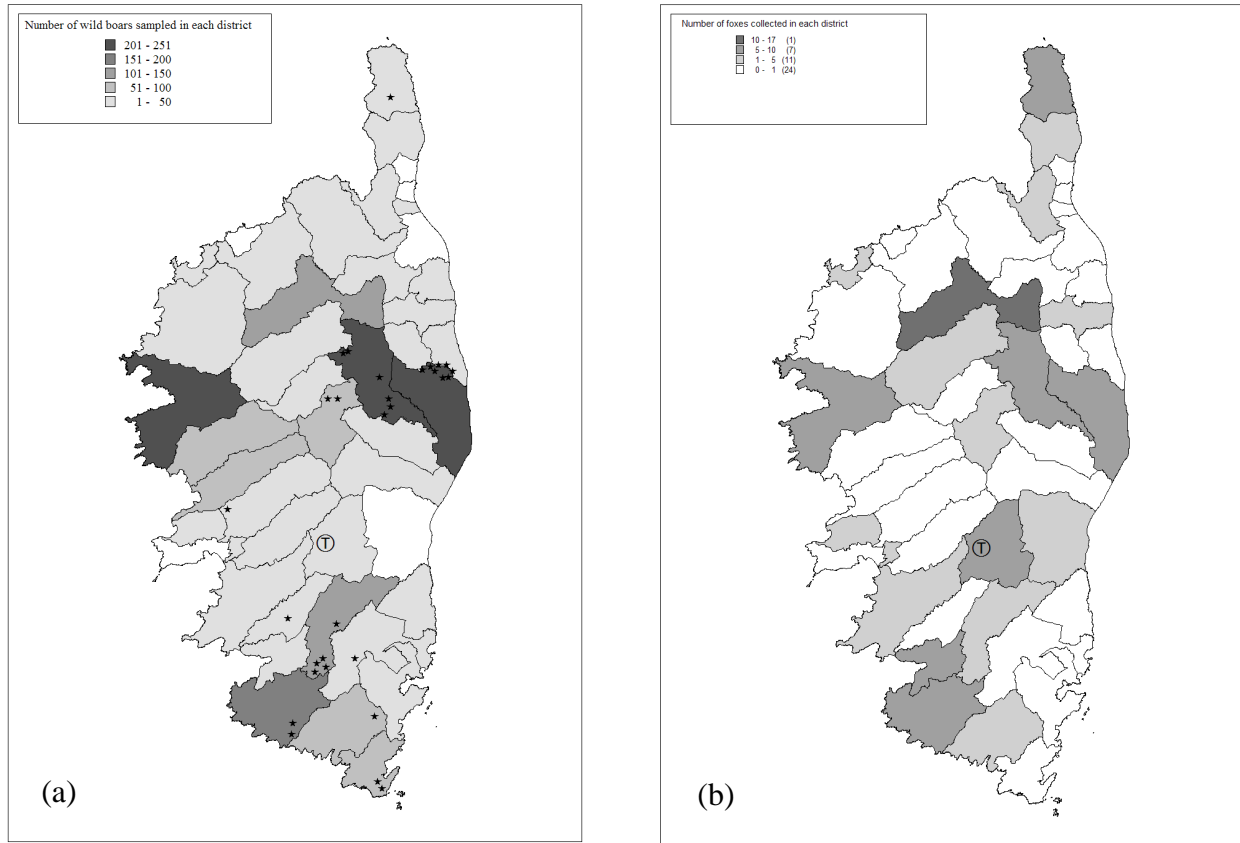 Number of wild boars sampled in each district
201 - 251
151 - 200
101 - 150
51 - 100
1 - 50
T
(a)
Number of foxes collected in each district
10 - 17 (1)
5 - 10 (7)
1 - 5 (11)
0 - 1 (24)
T
(b)